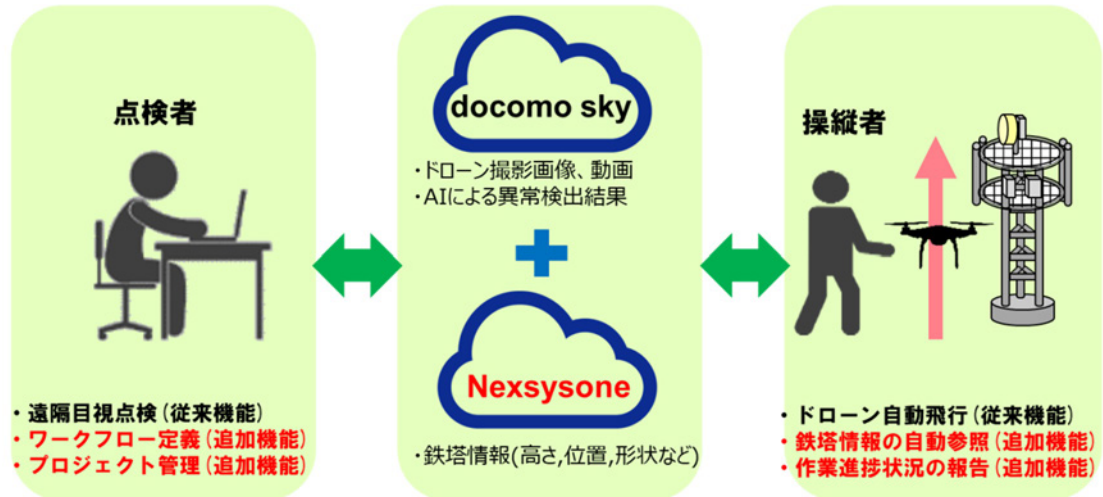 点検者
・遠隔目視点検(従来機能)
・ワークフロー定義(追加機能)
・プロジェクト管理(追加機能)
docomo sky
・ドローン撮影画像、動画
・AIによる異常検出結果
Nexsysone
・鉄塔情報(高さ,位置,形状など)
操縦者
・ドローン自動飛行(従来機能)
・鉄塔情報の自動参照(追加機能)
・作業進捗状況の報告(追加機能)